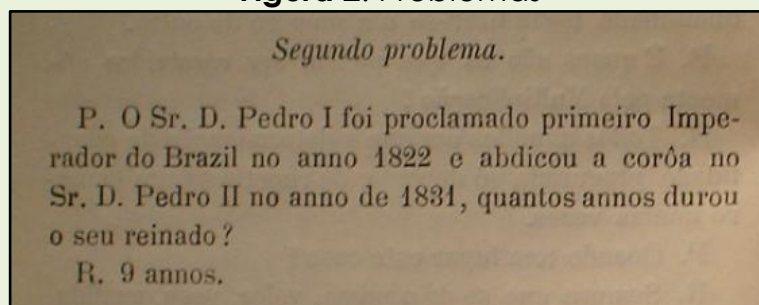 Segundo problema.
P. O Sr. D. Pedro I foi proclamado primeiro Impe-
rador do Brazil no anno 1822 e abdicou a corôa no
Sr. D. Pedro II no anno de 1831, quantos annos durou
o seu reinado?
R. 9 annos.